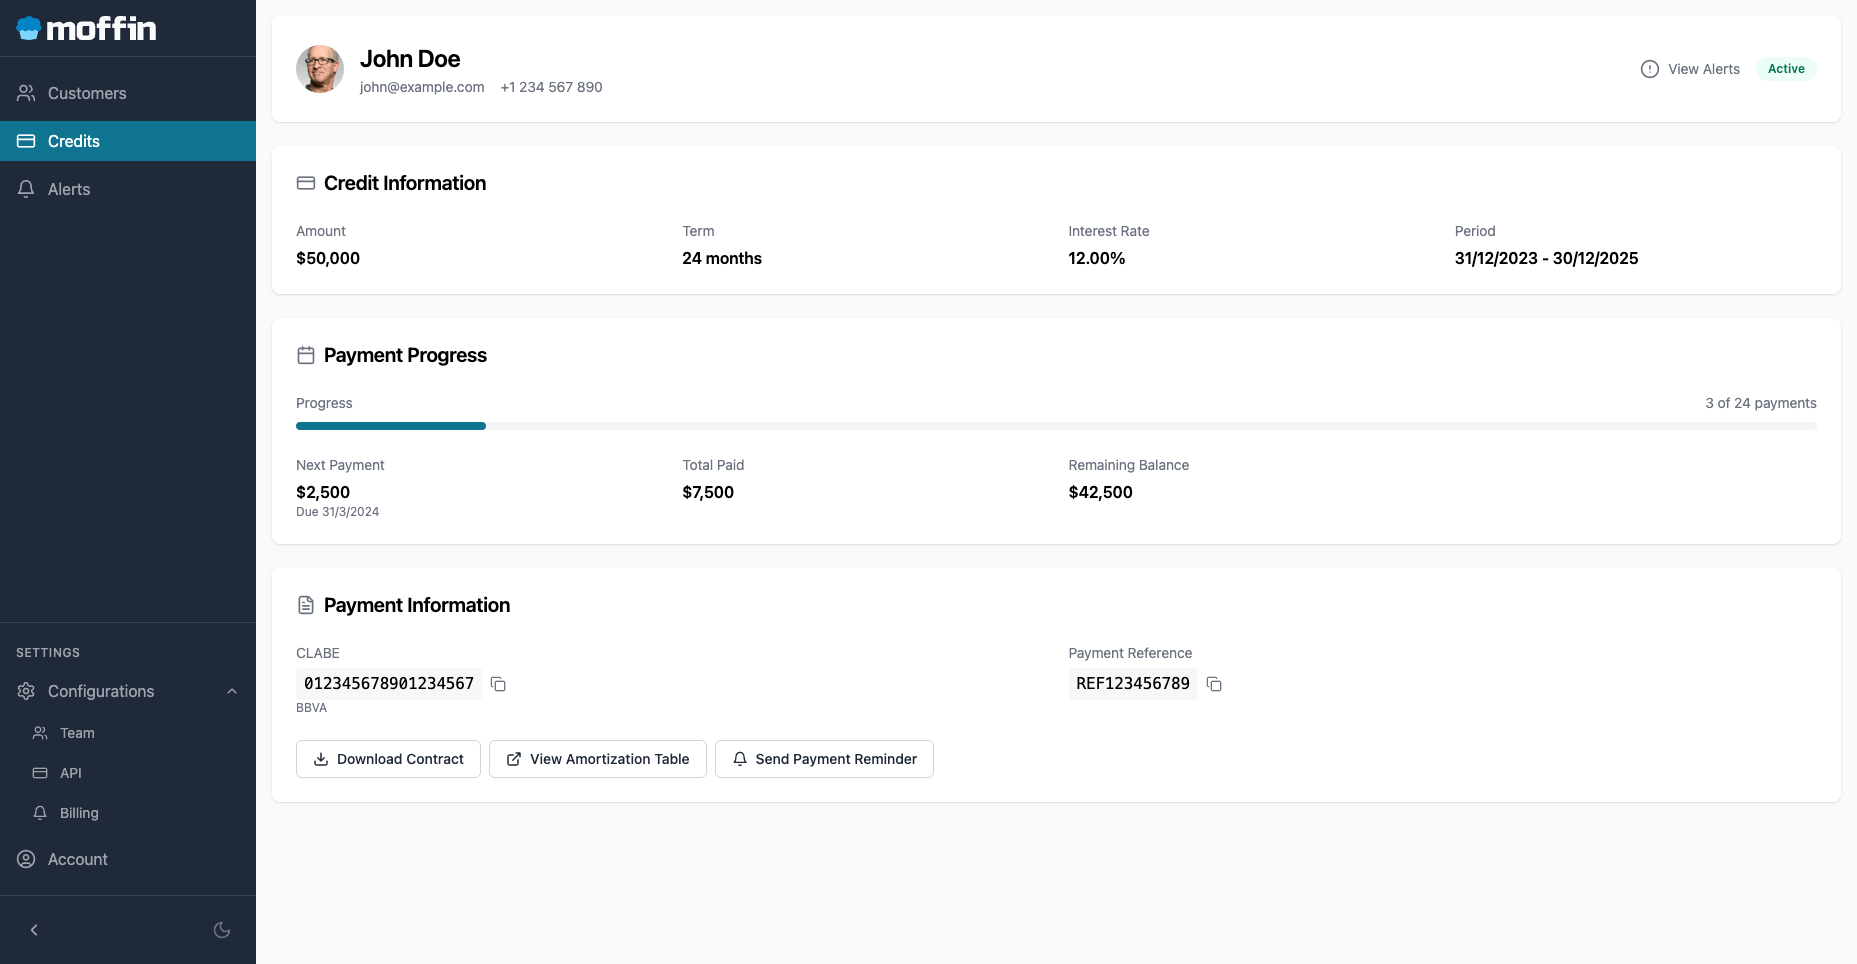 moffin
Customers
Credits
Alerts
SETTINGS
Configurations
Team
API
Billing
Account
John Doe
john@example.com +1 234 567 890
View Alerts
Active
Credit Information
Amount
$50,000
Term
24 months
Interest Rate
12.00%
Period
31/12/2023 - 30/12/2025
Payment Progress
Progress
3 of 24 payments
Next Payment
$2,500
Due 31/3/2024
Total Paid
$7,500
Remaining Balance
$42,500
Payment Information
CLABE
012345678901234567
BBVA
Payment Reference
REF123456789
Download Contract
View Amortization Table
Send Payment Reminder